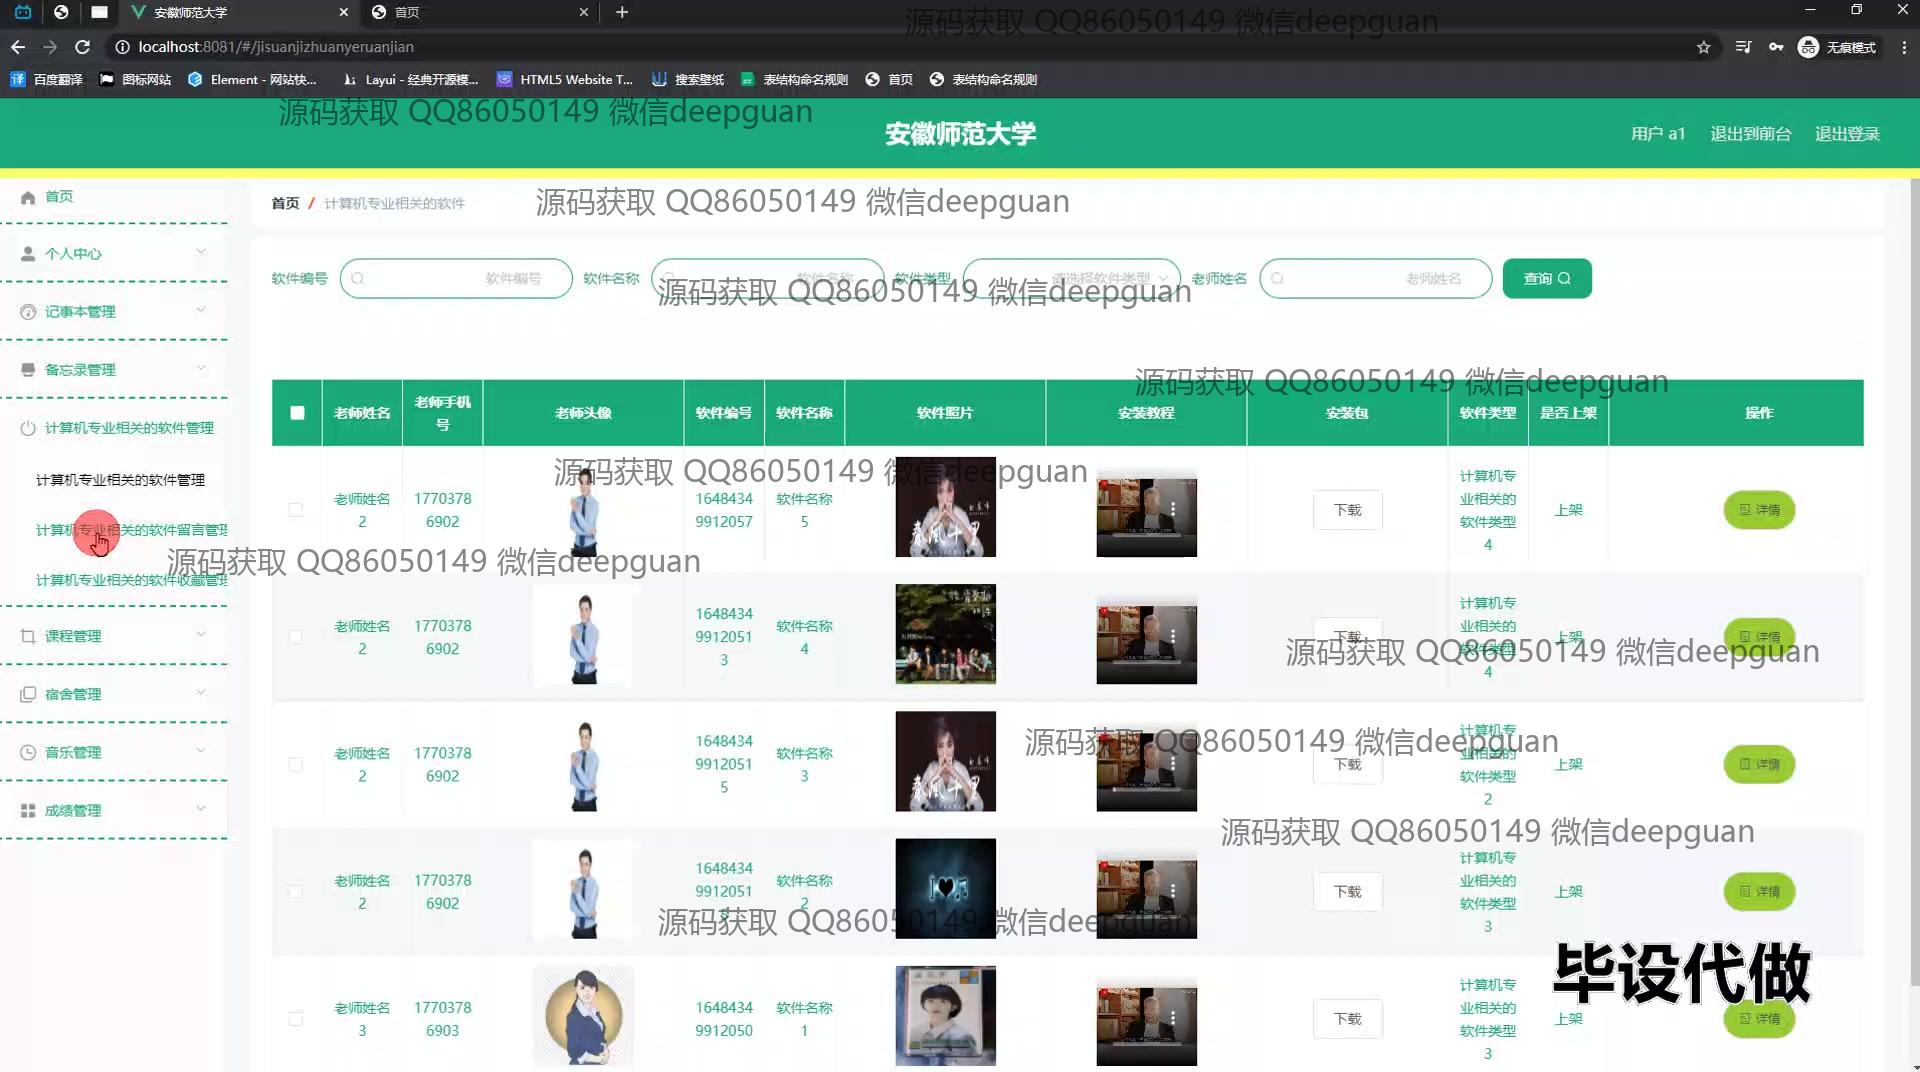 安徽师范大学
首页
源码获取 QQ86050149 微信deepguan
localhost:8081/#/jisuanjizhuanyeruanjian
无痕模式
百度翻译
图标网站
Element - 网站快...
Layui - 经典开源模...
HTML5 Website T...
搜索壁纸
表结构命名规则
首页
表结构命名规则
源码获取 QQ86050149 微信deepguan
安徽师范大学
用户 a1
退出到前台
退出登录
首页
个人中心
记事本管理
备忘录管理
计算机专业相关的软件管理
计算机专业相关的软件管理
计算机专业相关的软件留言管理
计算机专业相关的软件收藏管理
课程管理
宿舍管理
音乐管理
成绩管理
首页 / 计算机专业相关的软件
源码获取 QQ86050149 微信deepguan
软件编号
软件编号
软件名称
软件名称
软件类型
请选择软件类型
老师姓名
老师姓名
查询
源码获取 QQ86050149 微信deepguan
源码获取 QQ86050149 微信deepguan
老师姓名
老师手机
号
老师头像
软件编号
软件名称
软件照片
安装教程
安装包
软件类型
是否上架
操作
源码获取 QQ86050149 微信deepguan
老师姓名
2
1770378
6902
1648434
9912057
软件名称
5
春风十里
下载
计算机专
业相关的
软件类型
4
上架
详情
源码获取 QQ86050149 微信deepguan
老师姓名
2
1770378
6902
1648434
9912051
3
软件名称
4
下载
计算机专
业相关的
软件类型
4
上架
详情
源码获取 QQ86050149 微信deepguan
老师姓名
2
1770378
6902
1648434
9912051
5
软件名称
3
春风十里
下载
计算机专
业相关的
软件类型
2
上架
详情
源码获取 QQ86050149 微信deepguan
源码获取 QQ86050149 微信deepguan
老师姓名
2
1770378
6902
1648434
9912051
软件名称
2
下载
计算机专
业相关的
软件类型
3
上架
详情
源码获取 QQ86050149 微信deepguan
毕设代做
老师姓名
3
1770378
6903
1648434
9912050
软件名称
1
下载
计算机专
业相关的
软件类型
3
上架
详情